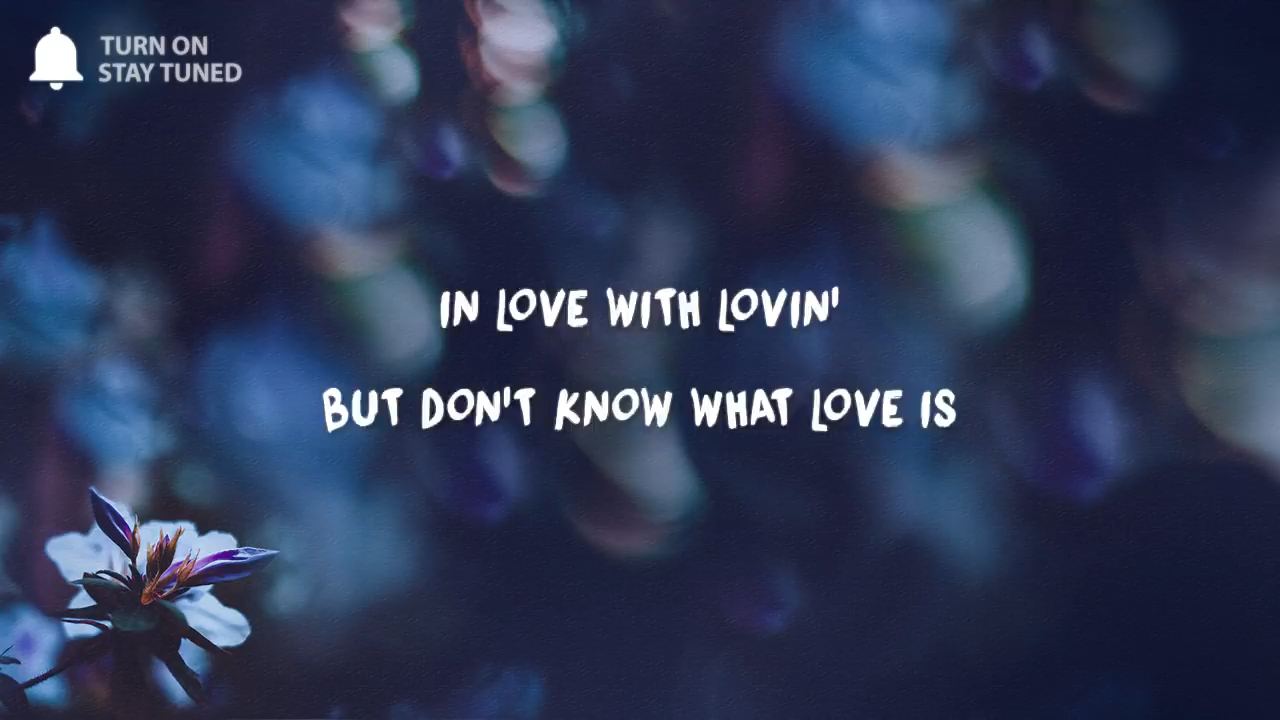 TURN ON
STAY TUNED
IN LOVE WITH LOVIN'
BUT DON'T KNOW WHAT LOVE IS